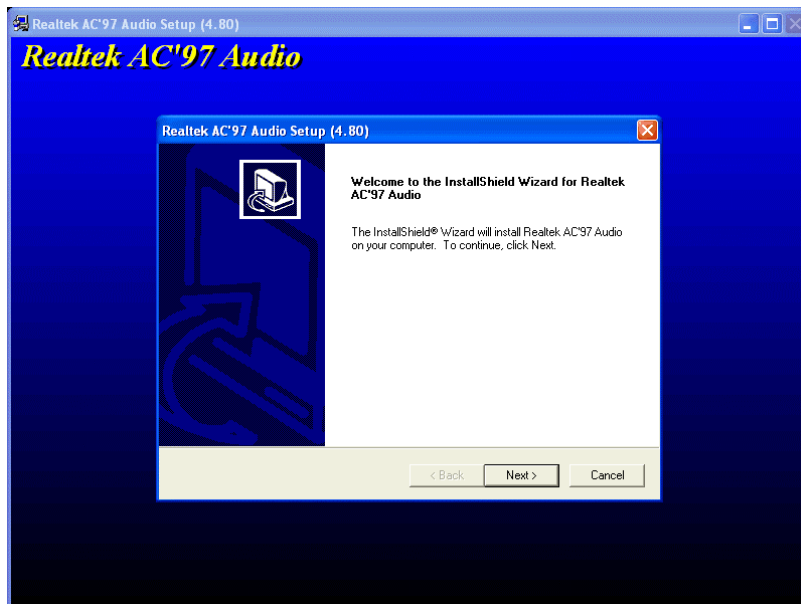 Realtek AC'97 Audio Setup (4.80)
Realtek AC'97 Audio
Realtek AC'97 Audio Setup (4.80)
Welcome to the InstallShield Wizard for Realtek
AC'97 Audio
The InstallShield® Wizard will install Realtek AC'97 Audio
on your computer. To continue, click Next.
< Back Next > Cancel